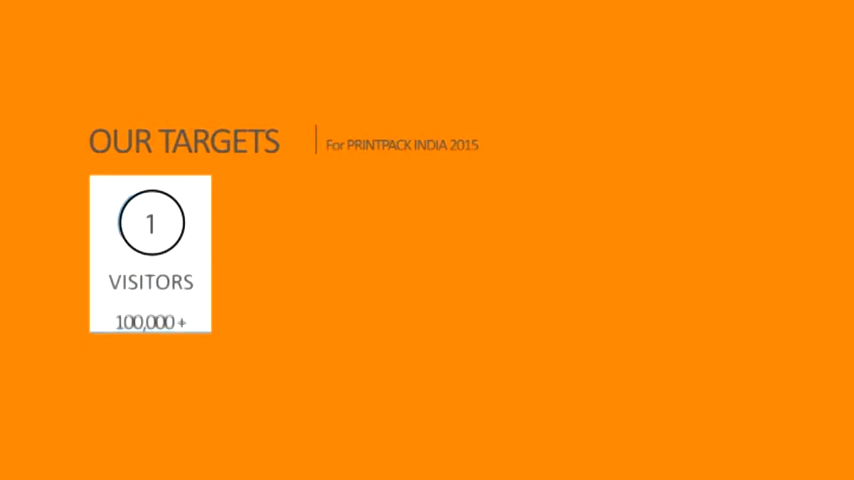 OUR TARGETS
For PRINTPACK INDIA 2015
1
VISITORS
100,000 +